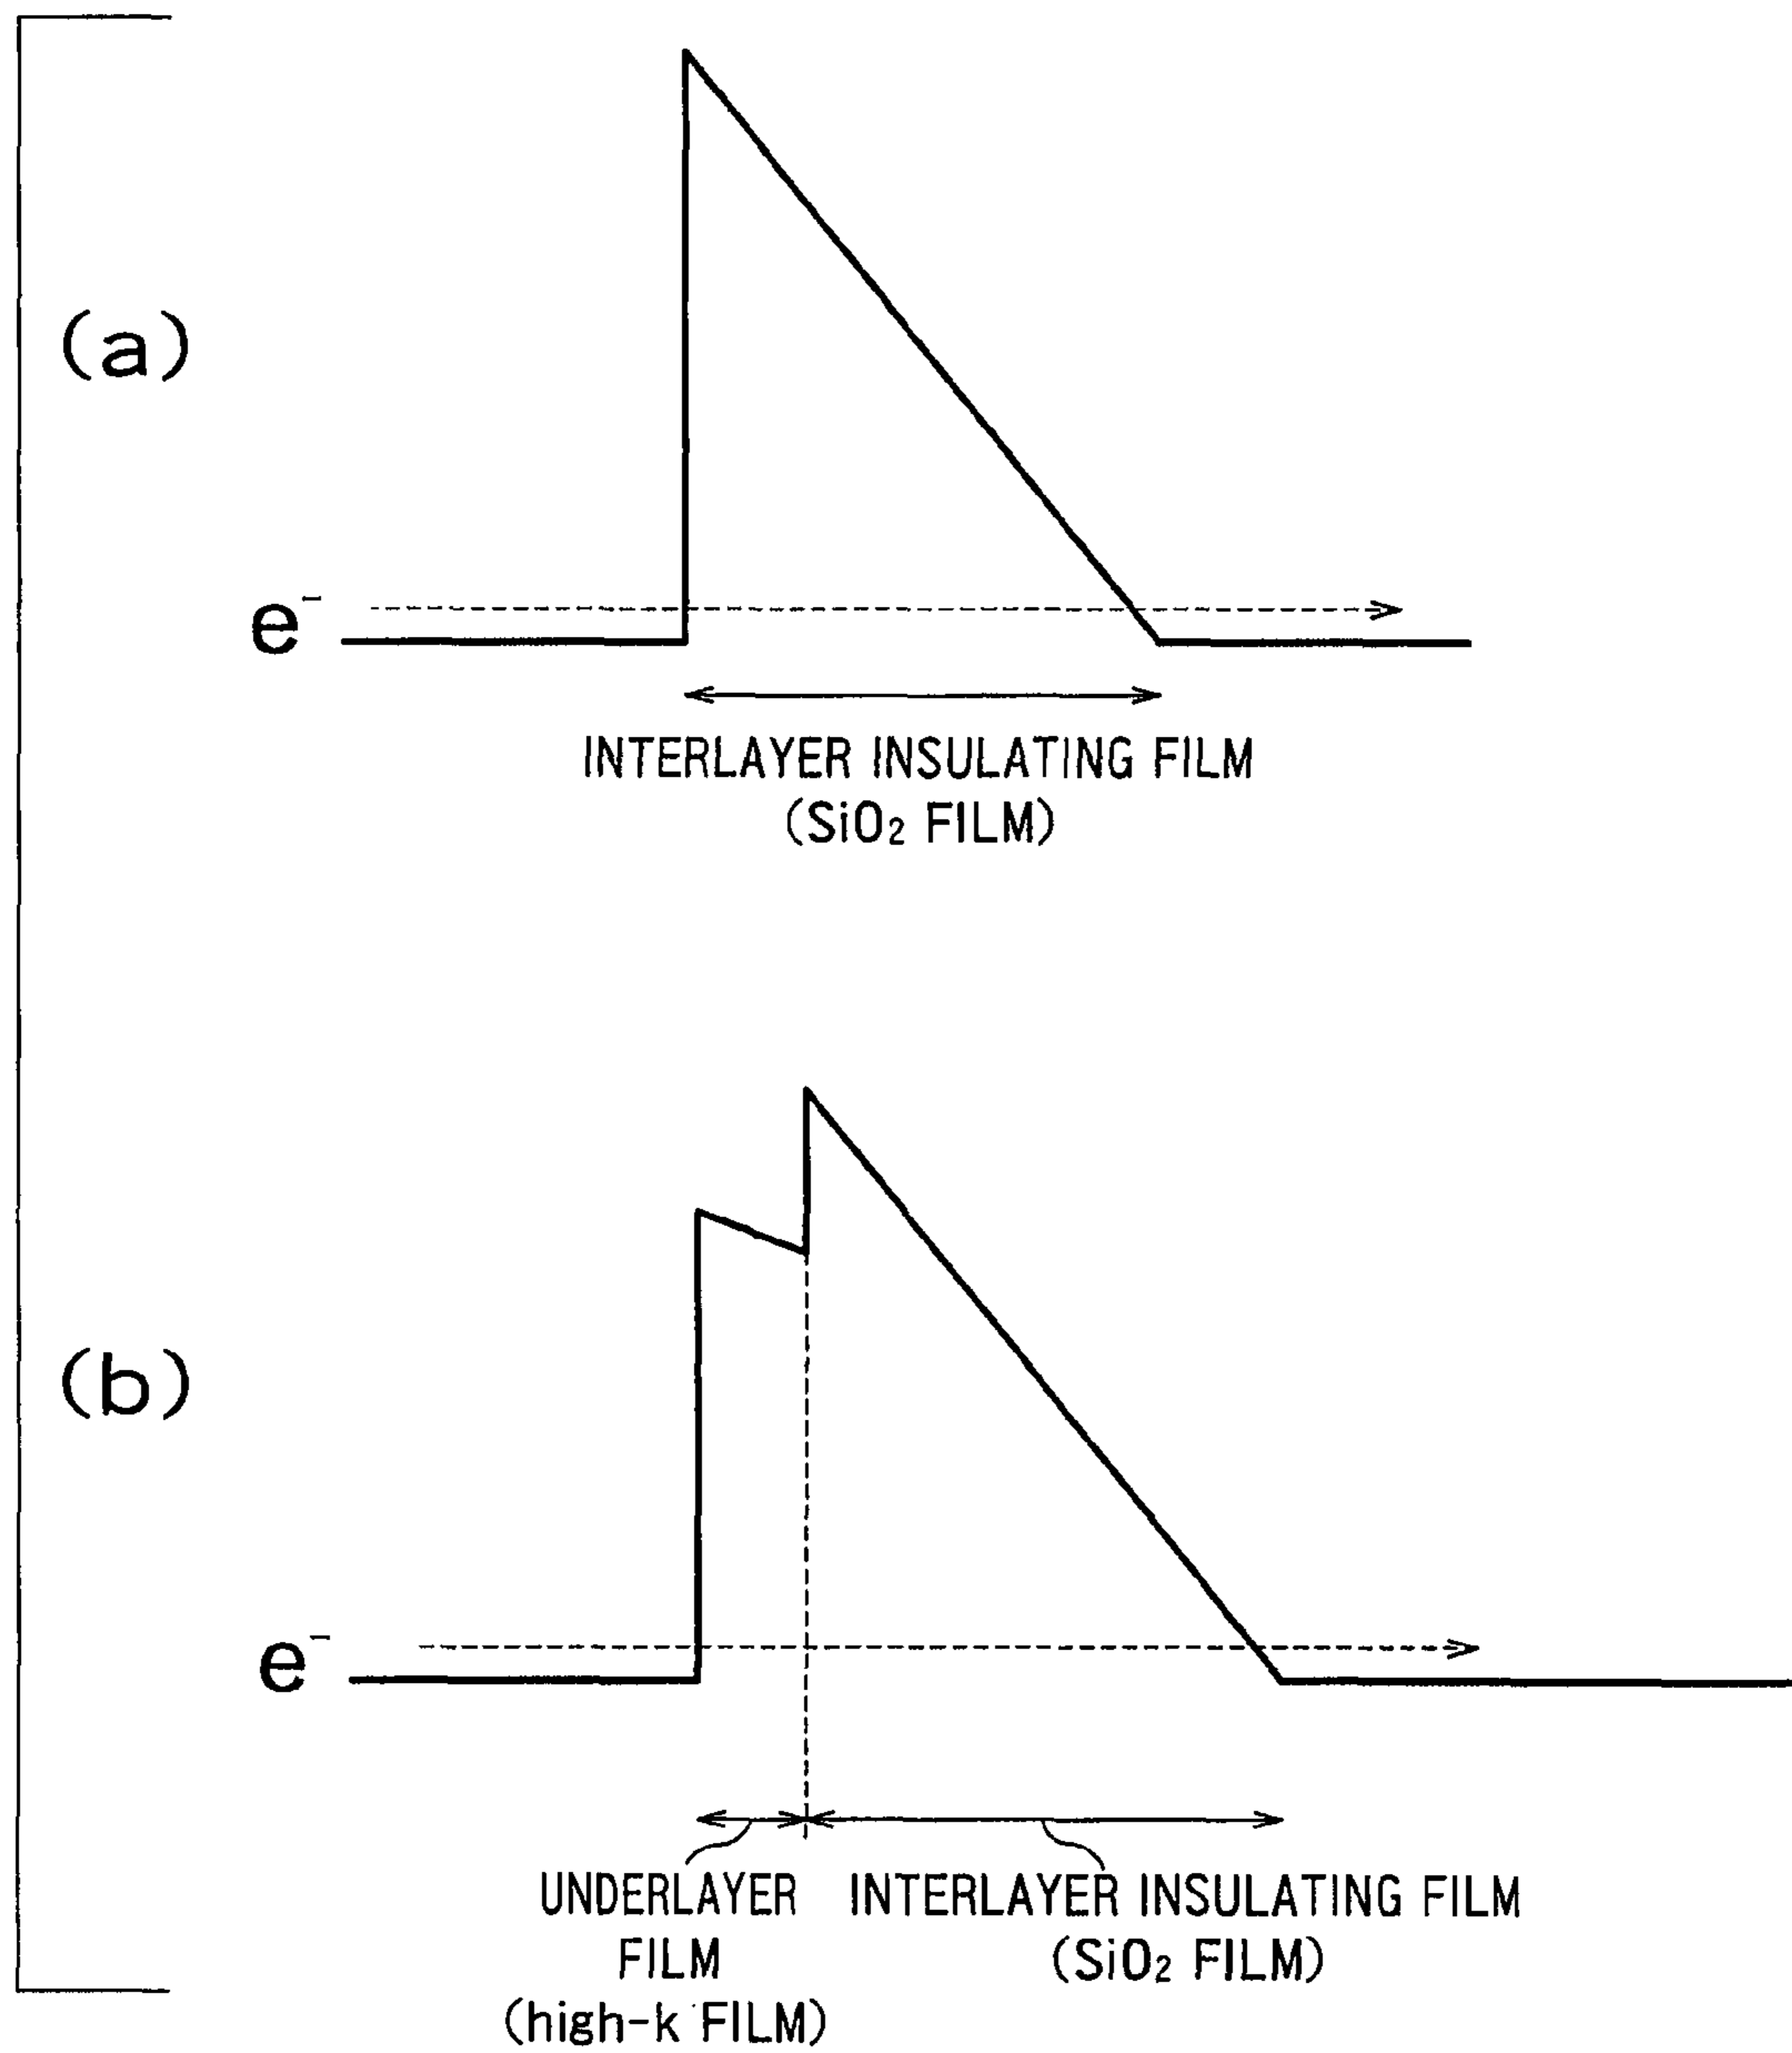 (a)
e⁻
INTERLAYER INSULATING FILM
(SiO₂ FILM)
(b)
e⁻
UNDERLAYER
FILM
(high-k FILM)
INTERLAYER INSULATING FILM
(SiO₂ FILM)